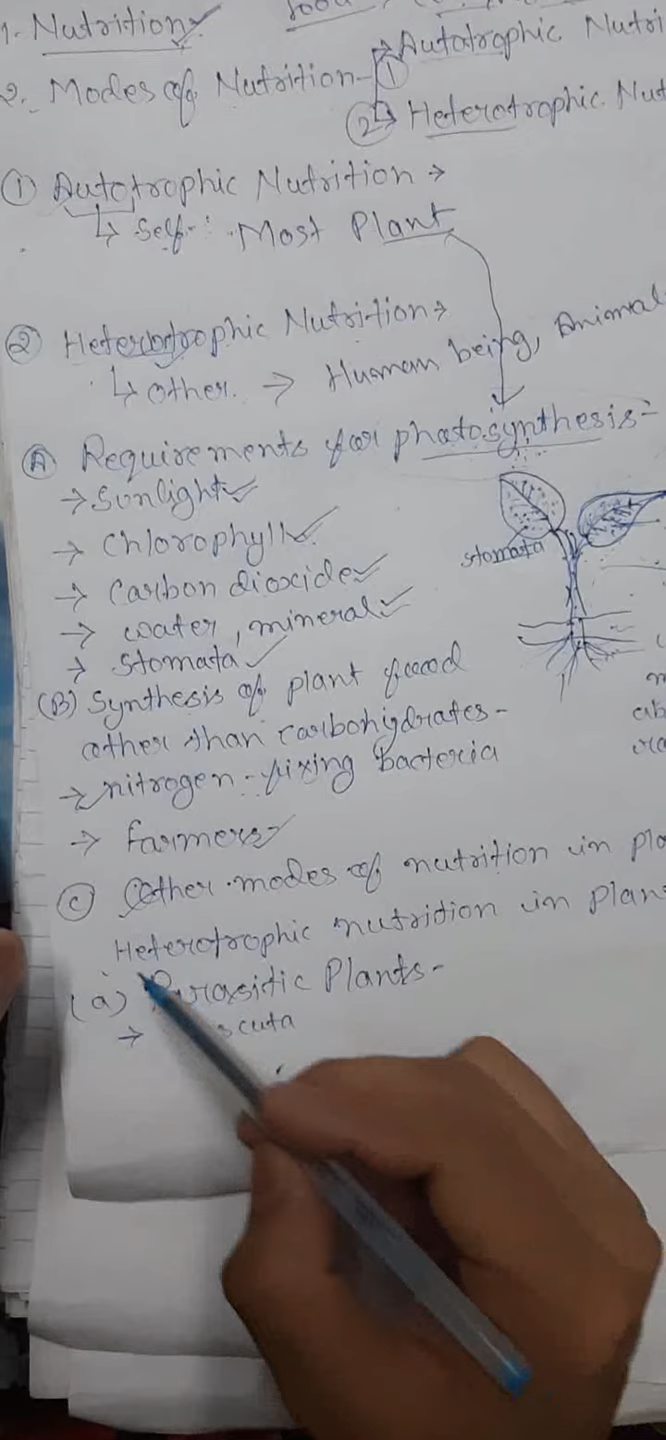 1. Nutrition
2. Modes of Nutrition - ① Autotrophic Nutri
② Heterotrophic Nut
① Autotrophic Nutrition →
↳ Self - Most Plant
② Heterotrophic Nutrition →
↳ other. → Human being, Animal
Ⓐ Requirements for photosynthesis -
→ Sunlight ✓
→ Chlorophyll ✓
→ Carbon dioxide ✓
stomata
→ water, mineral ✓
→ Stomata ✓
(B) Synthesis of plant food
other than carbohydrates -
→ nitrogen - fixing Bacteria
→ farmers ✓
Ⓒ Other modes of nutrition in pla
Heterotrophic nutrition in plan
(a) Parasitic Plants -
→ scuta